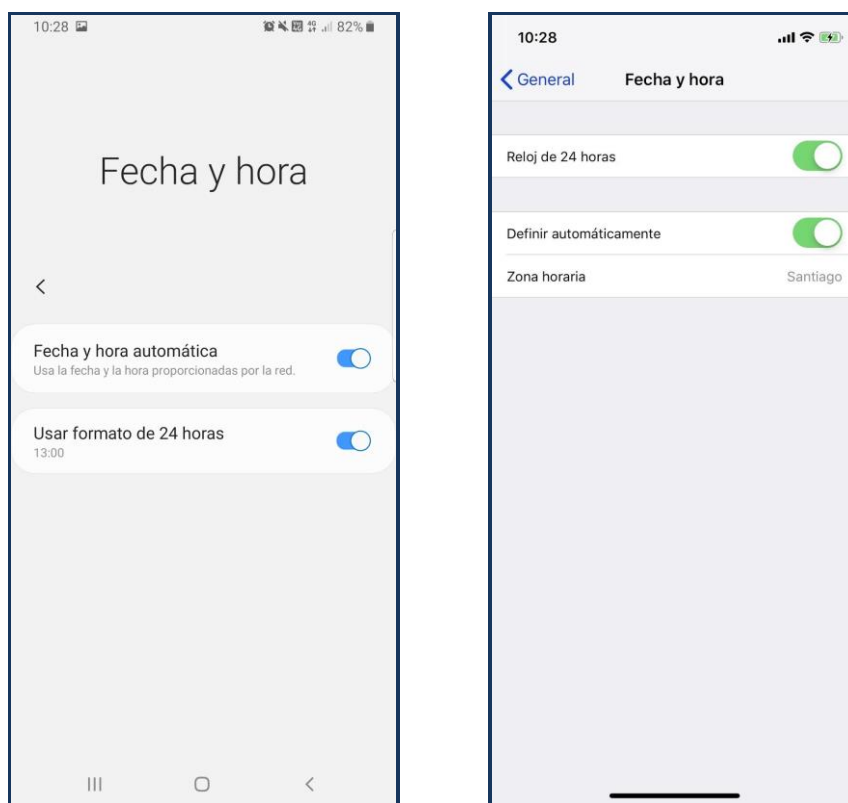 10:28
82%
Fecha y hora
Fecha y hora automática
Usa la fecha y la hora proporcionadas por la red.
Usar formato de 24 horas
13:00
10:28
General
Fecha y hora
Reloj de 24 horas
Definir automáticamente
Zona horaria
Santiago